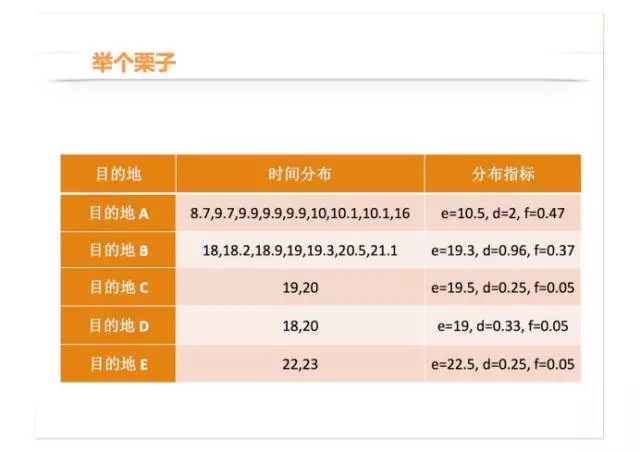 举个栗子
目的地 时间分布 分布指标
目的地 A 8.7,9.7,9.9,9.9,9.9,10,10.1,10.1,16 e=10.5, d=2, f=0.47
目的地 B 18,18.2,18.9,19,19.3,20.5,21.1 e=19.3, d=0.96, f=0.37
目的地 C 19,20 e=19.5, d=0.25, f=0.05
目的地 D 18,20 e=19, d=0.33, f=0.05
目的地 E 22,23 e=22.5, d=0.25, f=0.05